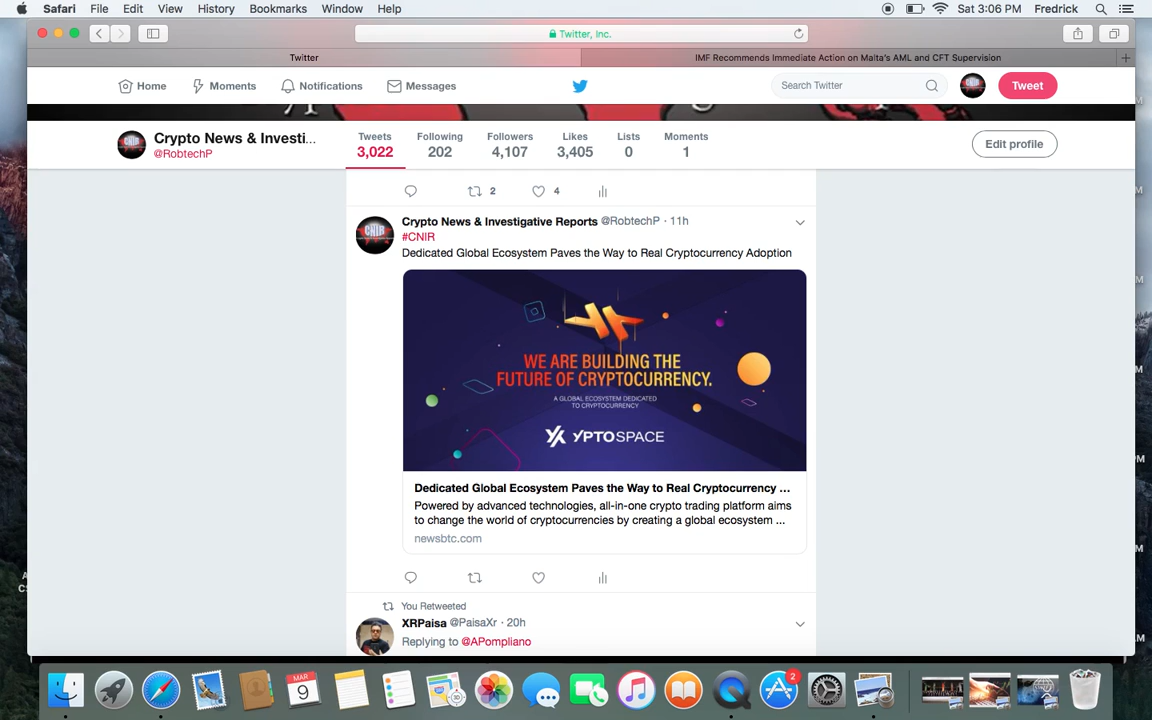 Safari File Edit View History Bookmarks Window Help Sat 3:06 PM Fredrick
Twitter, Inc.
Twitter IMF Recommends Immediate Action on Malta's AML and CFT Supervision
Home Moments Notifications Messages Search Twitter Tweet
Crypto News & Investi...
@RobtechP
Tweets Following Followers Likes Lists Moments
3,022 202 4,107 3,405 0 1
Edit profile
2 4
Crypto News & Investigative Reports @RobtechP · 11h
#CNIR
Dedicated Global Ecosystem Paves the Way to Real Cryptocurrency Adoption
CNIR
WE ARE BUILDING THE
FUTURE OF CRYPTOCURRENCY.
A GLOBAL ECOSYSTEM DEDICATED
TO CRYPTOCURRENCY
YPTOSPACE
Dedicated Global Ecosystem Paves the Way to Real Cryptocurrency ...
Powered by advanced technologies, all-in-one crypto trading platform aims
to change the world of cryptocurrencies by creating a global ecosystem ...
newsbtc.com
You Retweeted
XRPaisa @PaisaXr · 20h
Replying to @APompliano
MAR
9
2